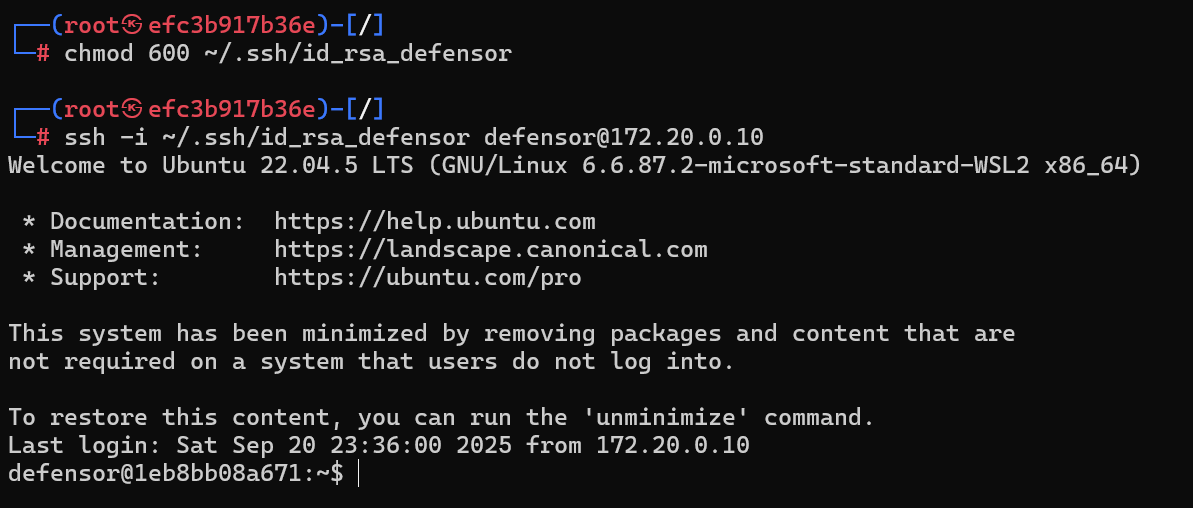 ┌──(root㉿efc3b917b36e)-[/]
└─# chmod 600 ~/.ssh/id_rsa_defensor
┌──(root㉿efc3b917b36e)-[/]
└─# ssh -i ~/.ssh/id_rsa_defensor defensor@172.20.0.10
Welcome to Ubuntu 22.04.5 LTS (GNU/Linux 6.6.87.2-microsoft-standard-WSL2 x86_64)
* Documentation:  https://help.ubuntu.com
* Management:     https://landscape.canonical.com
* Support:        https://ubuntu.com/pro
This system has been minimized by removing packages and content that are
not required on a system that users do not log into.
To restore this content, you can run the 'unminimize' command.
Last login: Sat Sep 20 23:36:00 2025 from 172.20.0.10
defensor@1eb8bb08a671:~$